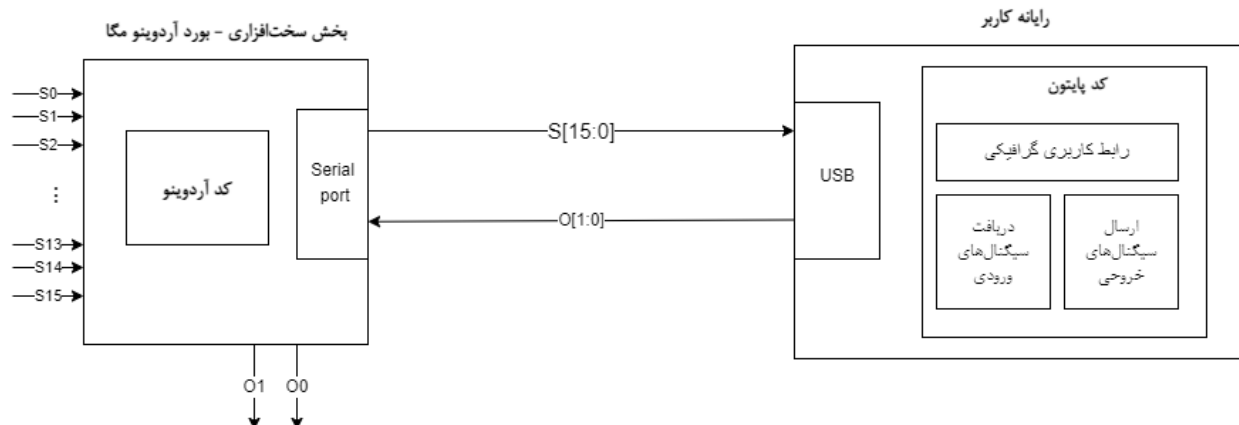 رایانه کاربر
بخش سخت‌افزاری - بورد آردوینو مگا
کد پایتون
S0
S1
S2
⋮
S13
S14
S15
کد آردوینو
Serial
port
S[15:0]
O[1:0]
USB
رابط کاربری گرافیکی
ارسال
سیگنال‌های
خروجی
دریافت
سیگنال‌های
ورودی
O1
O0